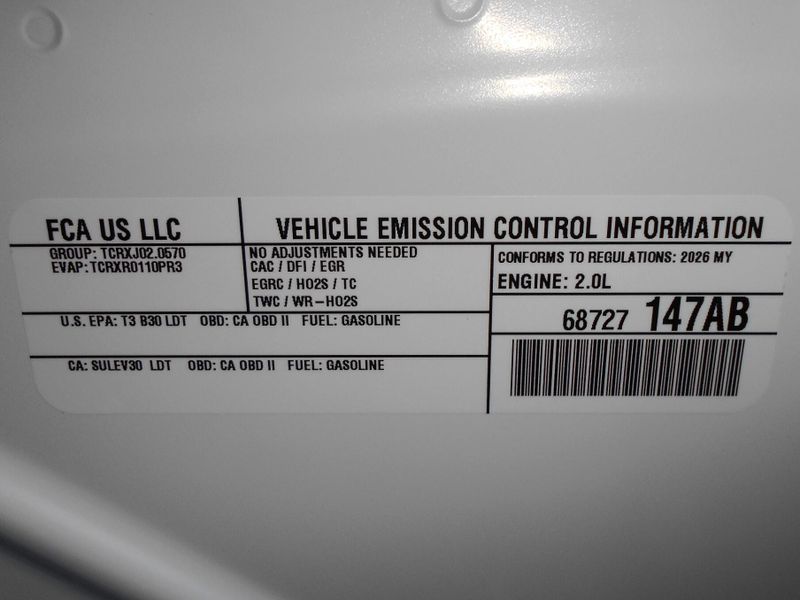 FCA US LLC
VEHICLE EMISSION CONTROL INFORMATION
GROUP: TCRXJ02.0570
EVAP: TCRXR0110PR3
NO ADJUSTMENTS NEEDED
CAC / DFI / EGR
EGRC / HO2S / TC
TWC / WR-HO2S
CONFORMS TO REGULATIONS: 2026 MY
ENGINE: 2.0L
68727 147AB
U.S. EPA: T3 B30 LDT OBD: CA OBD II FUEL: GASOLINE
CA: SULEV30 LDT OBD: CA OBD II FUEL: GASOLINE